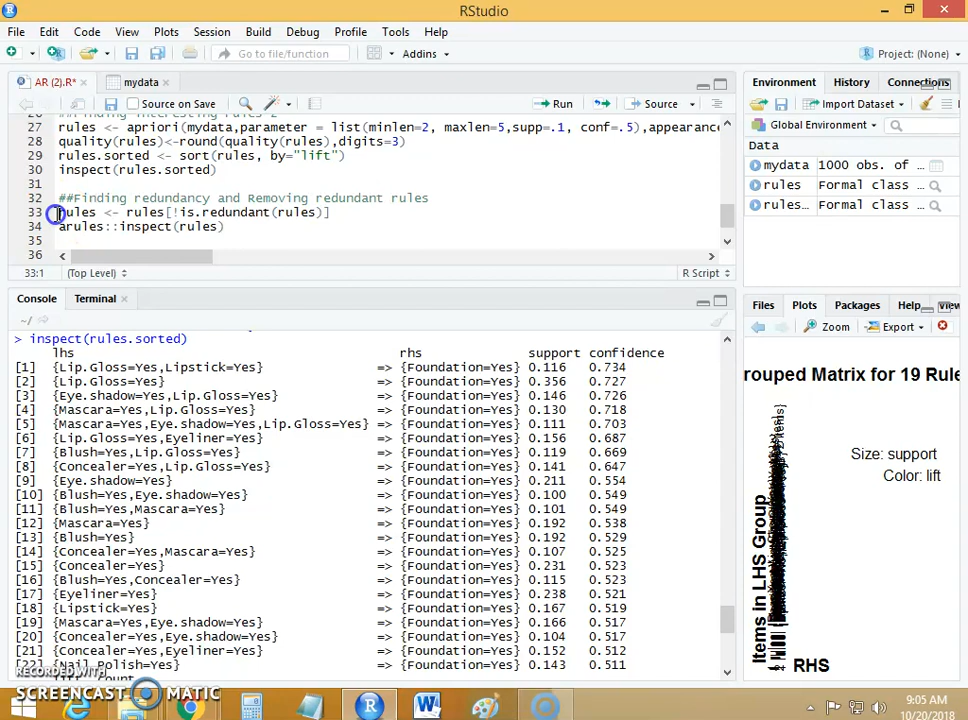 RStudio
File Edit Code View Plots Session Build Debug Profile Tools Help
Go to file/function Addins Project: (None)
AR (2).R* mydata
Source on Save Run Source
27 rules <- apriori(mydata,parameter = list(minlen=2, maxlen=5,supp=.1, conf=.5),appearance
28 quality(rules)<-round(quality(rules),digits=3)
29 rules.sorted <- sort(rules, by="lift")
30 inspect(rules.sorted)
31
32 ##Finding redundancy and Removing redundant rules
33 rules <- rules[!is.redundant(rules)]
34 arules::inspect(rules)
35
36
33:1 (Top Level) R Script
Console Terminal
~/
> inspect(rules.sorted)
lhs rhs support confidence
[1] {Lip.Gloss=Yes,Lipstick=Yes} => {Foundation=Yes} 0.116 0.734
[2] {Lip.Gloss=Yes} => {Foundation=Yes} 0.356 0.727
[3] {Eye.shadow=Yes,Lip.Gloss=Yes} => {Foundation=Yes} 0.146 0.726
[4] {Mascara=Yes,Lip.Gloss=Yes} => {Foundation=Yes} 0.130 0.718
[5] {Mascara=Yes,Eye.shadow=Yes,Lip.Gloss=Yes} => {Foundation=Yes} 0.111 0.703
[6] {Lip.Gloss=Yes,Eyeliner=Yes} => {Foundation=Yes} 0.156 0.687
[7] {Blush=Yes,Lip.Gloss=Yes} => {Foundation=Yes} 0.119 0.669
[8] {Concealer=Yes,Lip.Gloss=Yes} => {Foundation=Yes} 0.141 0.647
[9] {Eye.shadow=Yes} => {Foundation=Yes} 0.211 0.554
[10] {Blush=Yes,Eye.shadow=Yes} => {Foundation=Yes} 0.100 0.549
[11] {Blush=Yes,Mascara=Yes} => {Foundation=Yes} 0.101 0.549
[12] {Mascara=Yes} => {Foundation=Yes} 0.192 0.538
[13] {Blush=Yes} => {Foundation=Yes} 0.192 0.529
[14] {Concealer=Yes,Mascara=Yes} => {Foundation=Yes} 0.107 0.525
[15] {Concealer=Yes} => {Foundation=Yes} 0.231 0.523
[16] {Blush=Yes,Concealer=Yes} => {Foundation=Yes} 0.115 0.523
[17] {Eyeliner=Yes} => {Foundation=Yes} 0.238 0.521
[18] {Lipstick=Yes} => {Foundation=Yes} 0.167 0.519
[19] {Mascara=Yes,Eye.shadow=Yes} => {Foundation=Yes} 0.166 0.517
[20] {Concealer=Yes,Eye.shadow=Yes} => {Foundation=Yes} 0.104 0.517
[21] {Concealer=Yes,Eyeliner=Yes} => {Foundation=Yes} 0.152 0.512
[22] {Nail.Polish=Yes} => {Foundation=Yes} 0.143 0.511
Environment History Connections
Import Dataset
Global Environment
Data
mydata 1000 obs. of
rules Formal class
rules… Formal class
Files Plots Packages Help View
Zoom Export
rouped Matrix for 19 Rule
Size: support
Color: lift
Items in LHS Group
RHS
RECORDED WITH
SCREENCAST MATIC
9:05 AM
10/20/2018